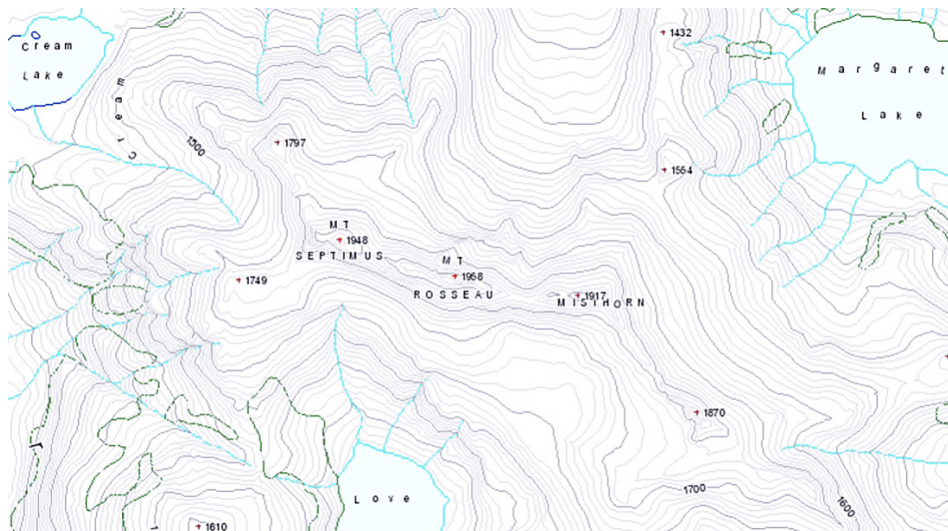 Cream
Lake
Cream
1500
1797
1432
Margaret
Lake
1554
MT
1948
SEPTIMUS
MT
1958
ROSSEAU
1749
1917
MISTHORN
1870
1700
1600
Love
1610